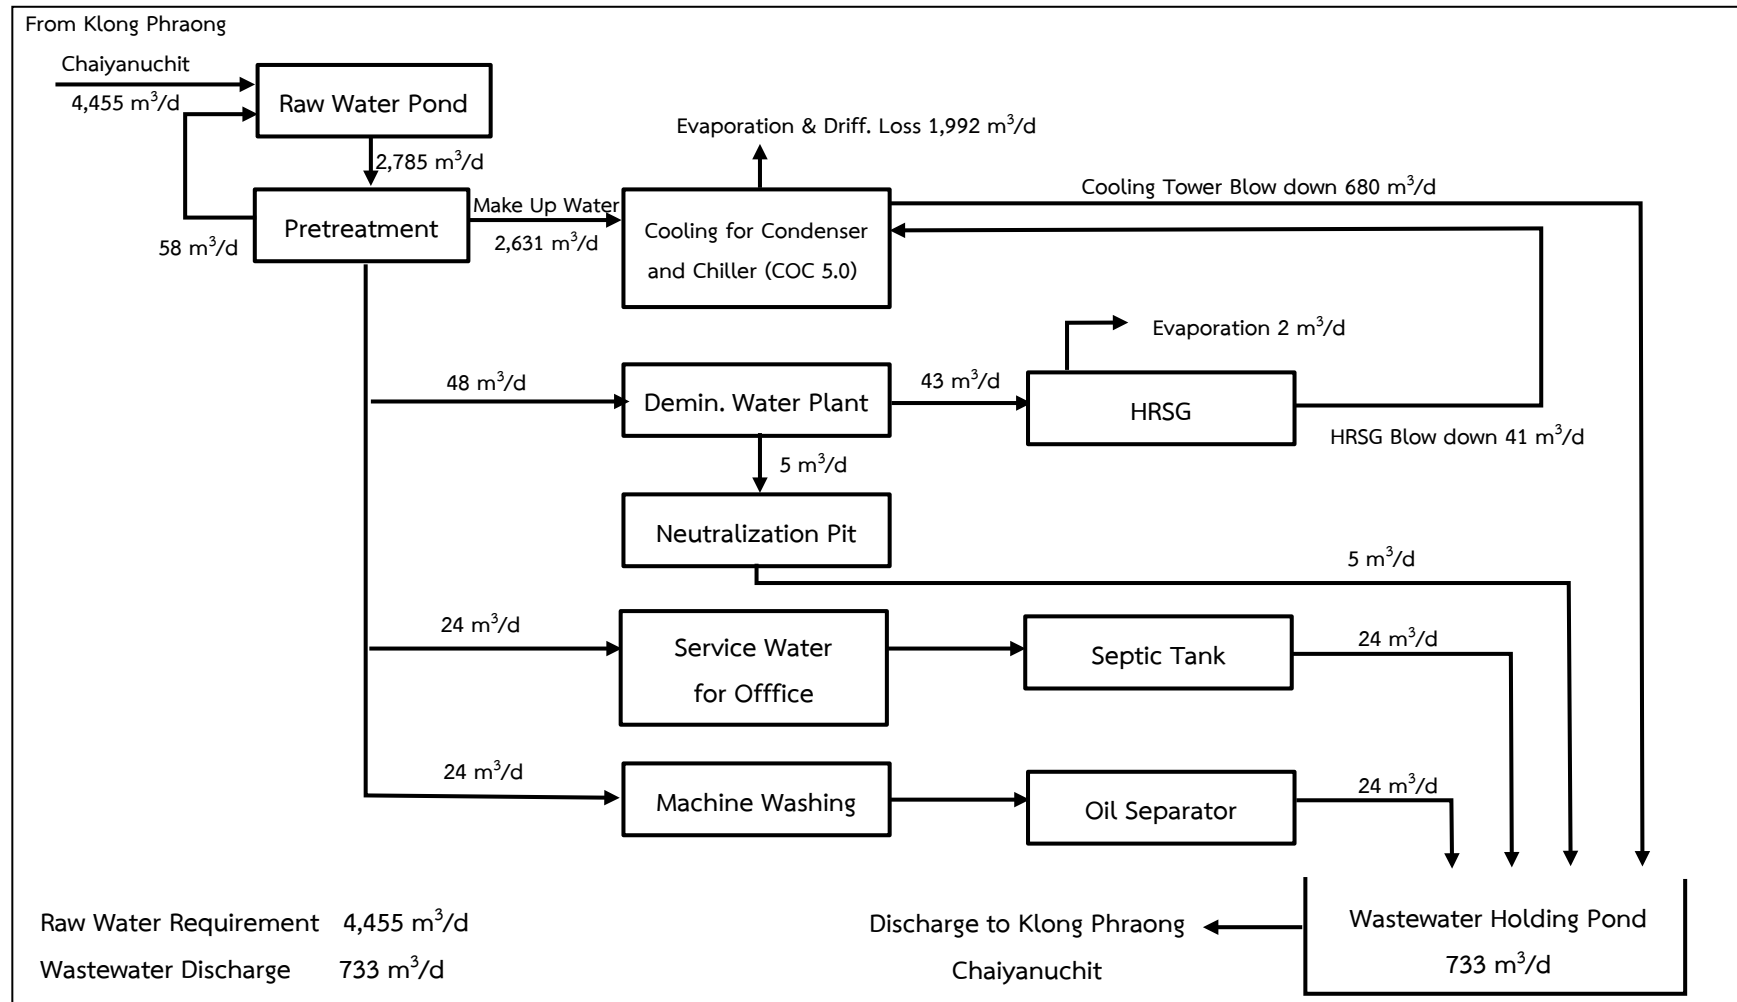 From Klong Phraong
Chaiyanuchit
4,455 m³/d
Raw Water Pond
2,785 m³/d
Evaporation & Driff. Loss 1,992 m³/d
Pretreatment
58 m³/d
Make Up Water
2,631 m³/d
Cooling for Condenser
and Chiller (COC 5.0)
Cooling Tower Blow down 680 m³/d
Evaporation 2 m³/d
48 m³/d
Demin. Water Plant
43 m³/d
HRSG
HRSG Blow down 41 m³/d
5 m³/d
Neutralization Pit
5 m³/d
24 m³/d
Service Water
for Offfice
Septic Tank
24 m³/d
24 m³/d
Machine Washing
Oil Separator
24 m³/d
Raw Water Requirement 4,455 m³/d
Wastewater Discharge 733 m³/d
Discharge to Klong Phraong
Chaiyanuchit
Wastewater Holding Pond
733 m³/d